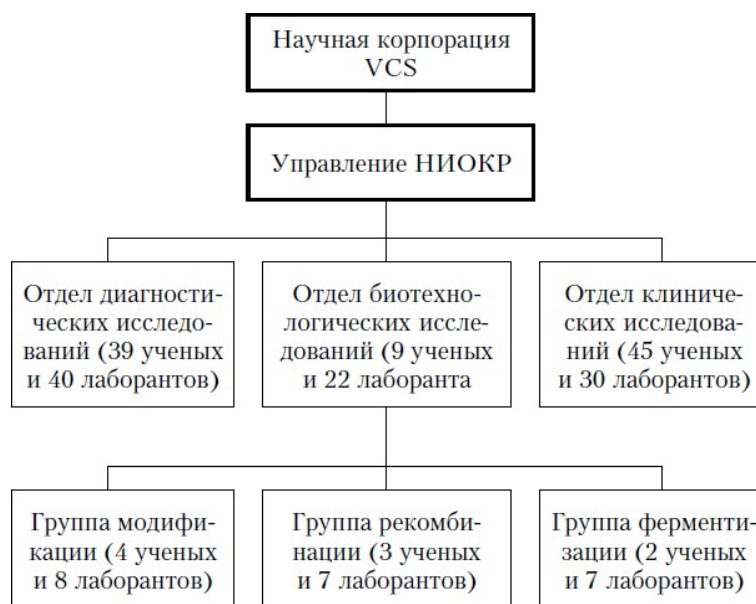 Научная корпорация
VCS
Управление НИОКР
Отдел диагности-
ческих исследо-
ваний (39 ученых
и 40 лаборантов)
Отдел биотехно-
логических иссле-
дований (9 ученых
и 22 лаборанта
Отдел клиниче-
ских исследова-
ний (45 ученых
и 30 лаборантов)
Группа модифи-
кации (4 ученых
и 8 лаборантов)
Группа рекомби-
нации (3 ученых
и 7 лаборантов)
Группа ферменти-
зации (2 ученых
и 7 лаборантов)